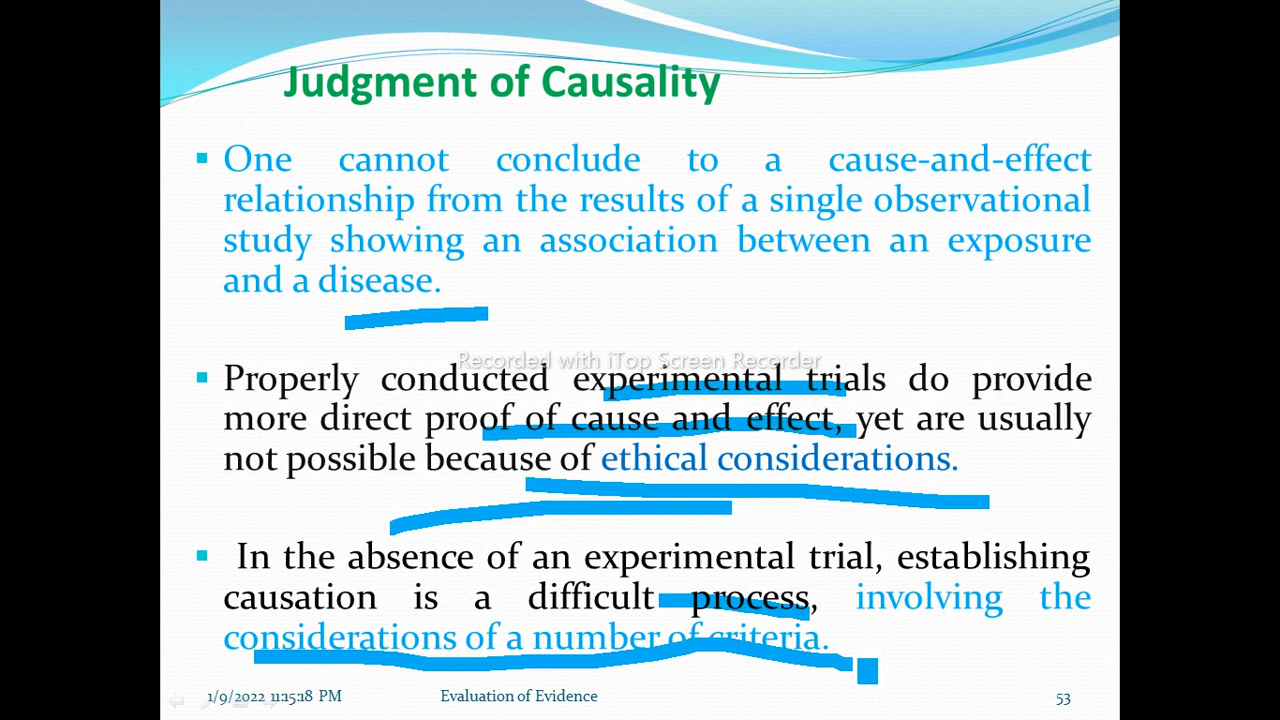 Judgment of Causality
▪ One cannot conclude to a cause-and-effect
relationship from the results of a single observational
study showing an association between an exposure
and a disease.
Recorded with iTop Screen Recorder
▪ Properly conducted experimental trials do provide
more direct proof of cause and effect, yet are usually
not possible because of ethical considerations.
▪ In the absence of an experimental trial, establishing
causation is a difficult process, involving the
considerations of a number of criteria.
1/9/2022 11:15:18 PM Evaluation of Evidence 53